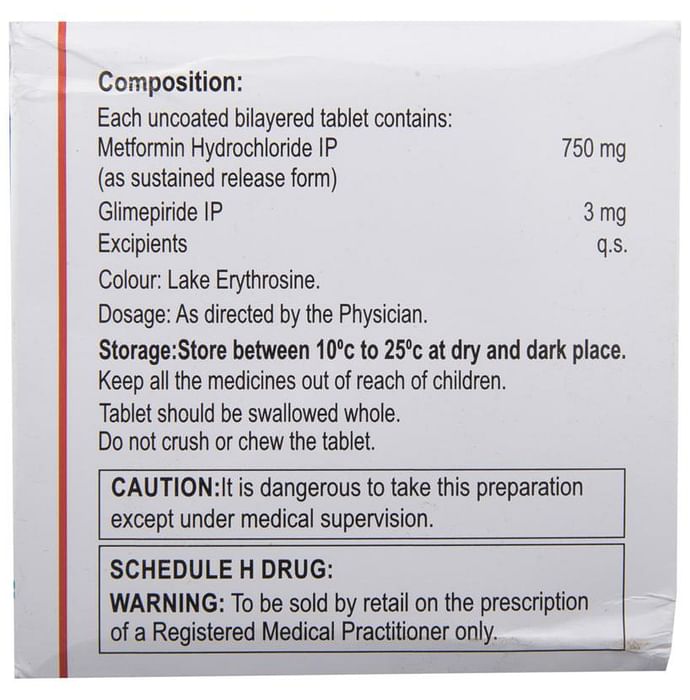 Composition:
Each uncoated bilayered tablet contains:
Metformin Hydrochloride IP 750 mg
(as sustained release form)
Glimepiride IP 3 mg
Excipients q.s.
Colour: Lake Erythrosine.
Dosage: As directed by the Physician.
Storage:Store between 10⁰c to 25⁰c at dry and dark place.
Keep all the medicines out of reach of children.
Tablet should be swallowed whole.
Do not crush or chew the tablet.
CAUTION:It is dangerous to take this preparation
except under medical supervision.
SCHEDULE H DRUG:
WARNING: To be sold by retail on the prescription
of a Registered Medical Practitioner only.